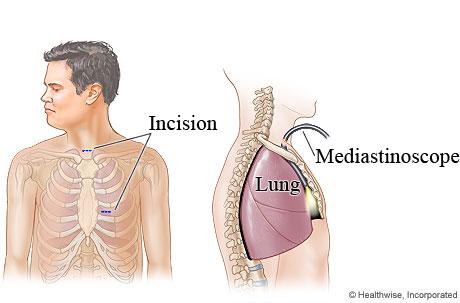 Incision
Mediastinoscope
Lung
© Healthwise, Incorporated